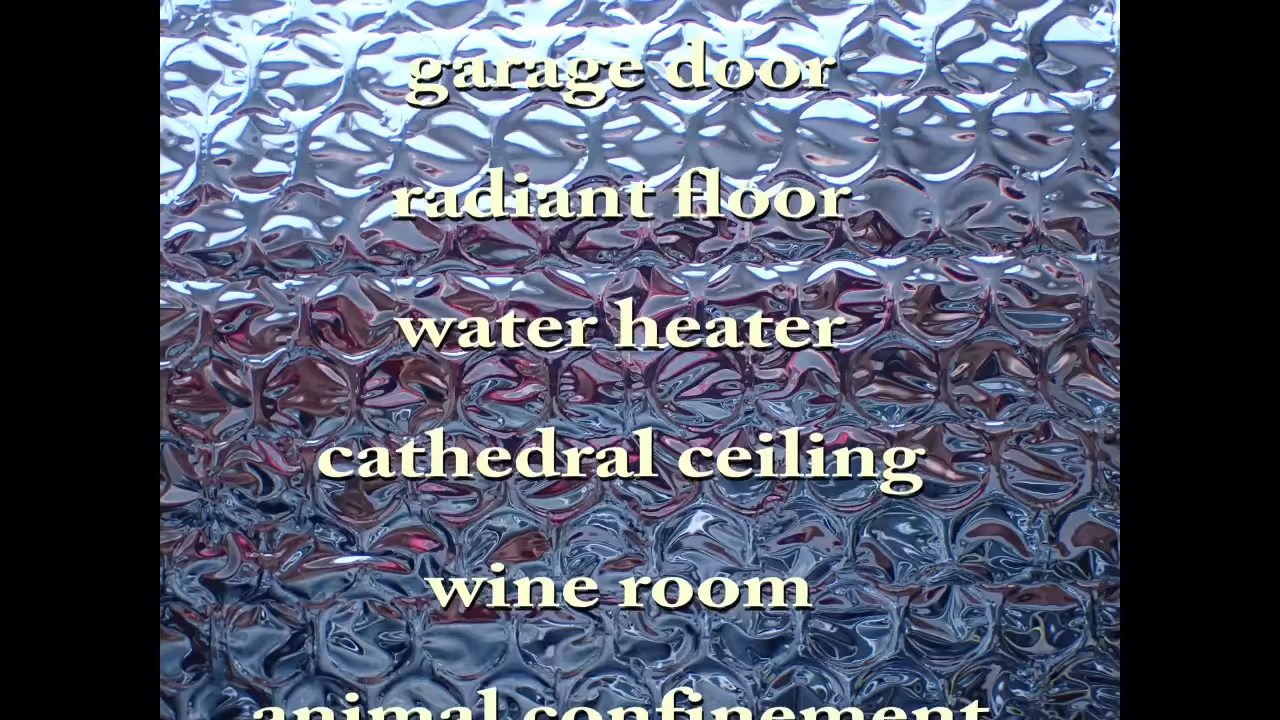 garage door
radiant floor
water heater
cathedral ceiling
wine room
animal confinement